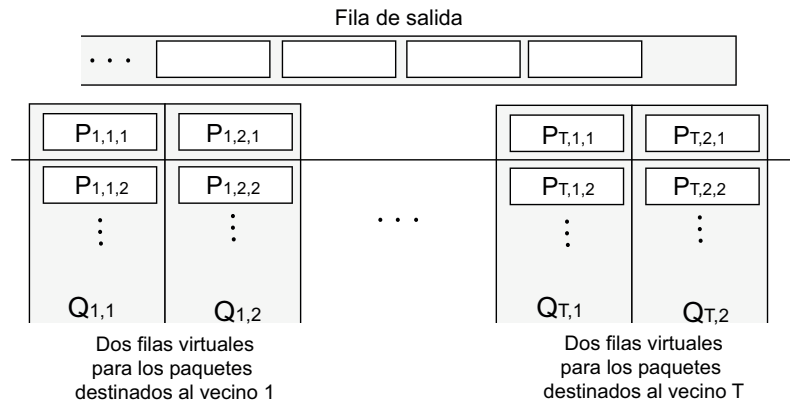 Fila de salida
. . .
P1,1,1 P1,2,1 PT,1,1 PT,2,1
P1,1,2 P1,2,2 PT,1,2 PT,2,2
. . .
Q1,1 Q1,2 QT,1 QT,2
Dos filas virtuales
para los paquetes
destinados al vecino 1
Dos filas virtuales
para los paquetes
destinados al vecino T